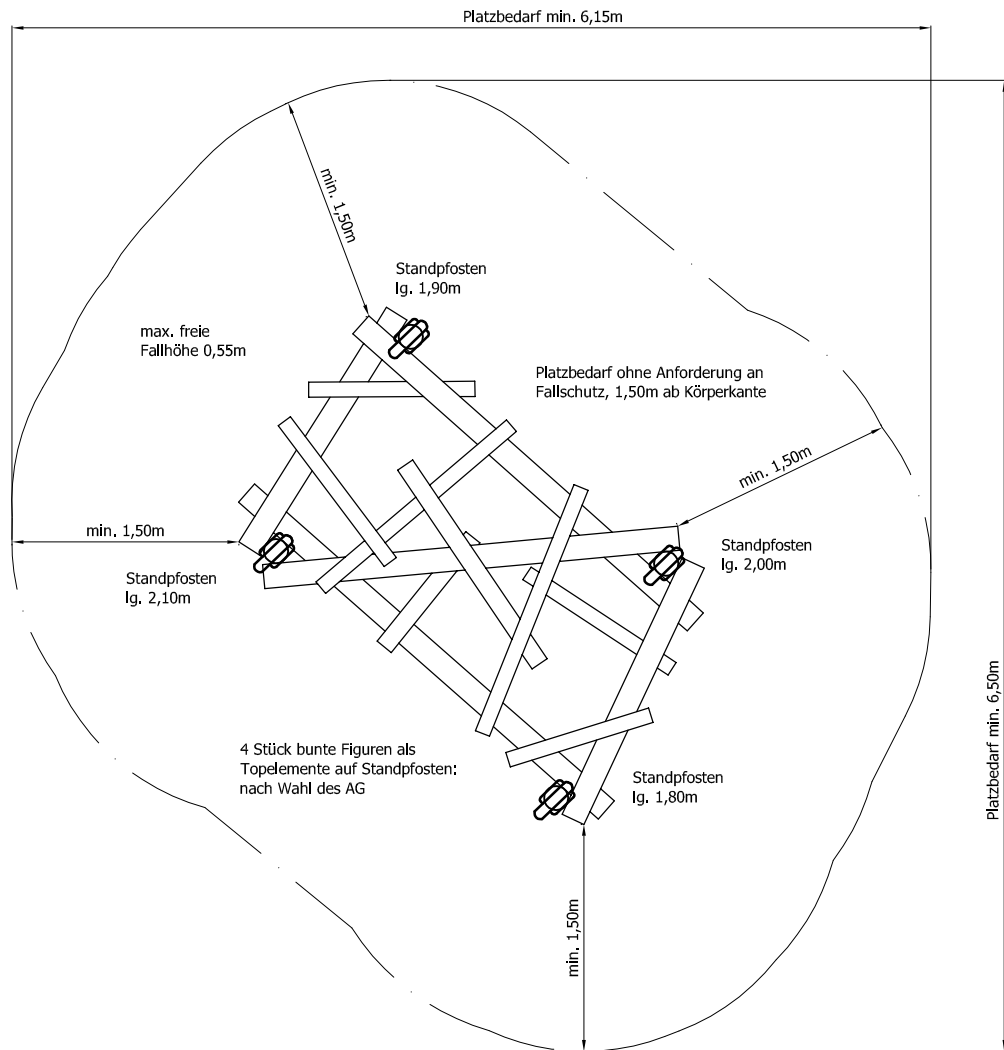 Platzbedarf min. 6,15m
min. 1,50m
Standpfosten
lg. 1,90m
max. freie
Fallhöhe 0,55m
Platzbedarf ohne Anforderung an
Fallschutz, 1,50m ab Körperkante
min. 1,50m
min. 1,50m
Standpfosten
lg. 2,00m
Standpfosten
lg. 2,10m
Platzbedarf min. 6,50m
4 Stück bunte Figuren als
Topelemente auf Standpfosten:
nach Wahl des AG
Standpfosten
lg. 1,80m
min. 1,50m